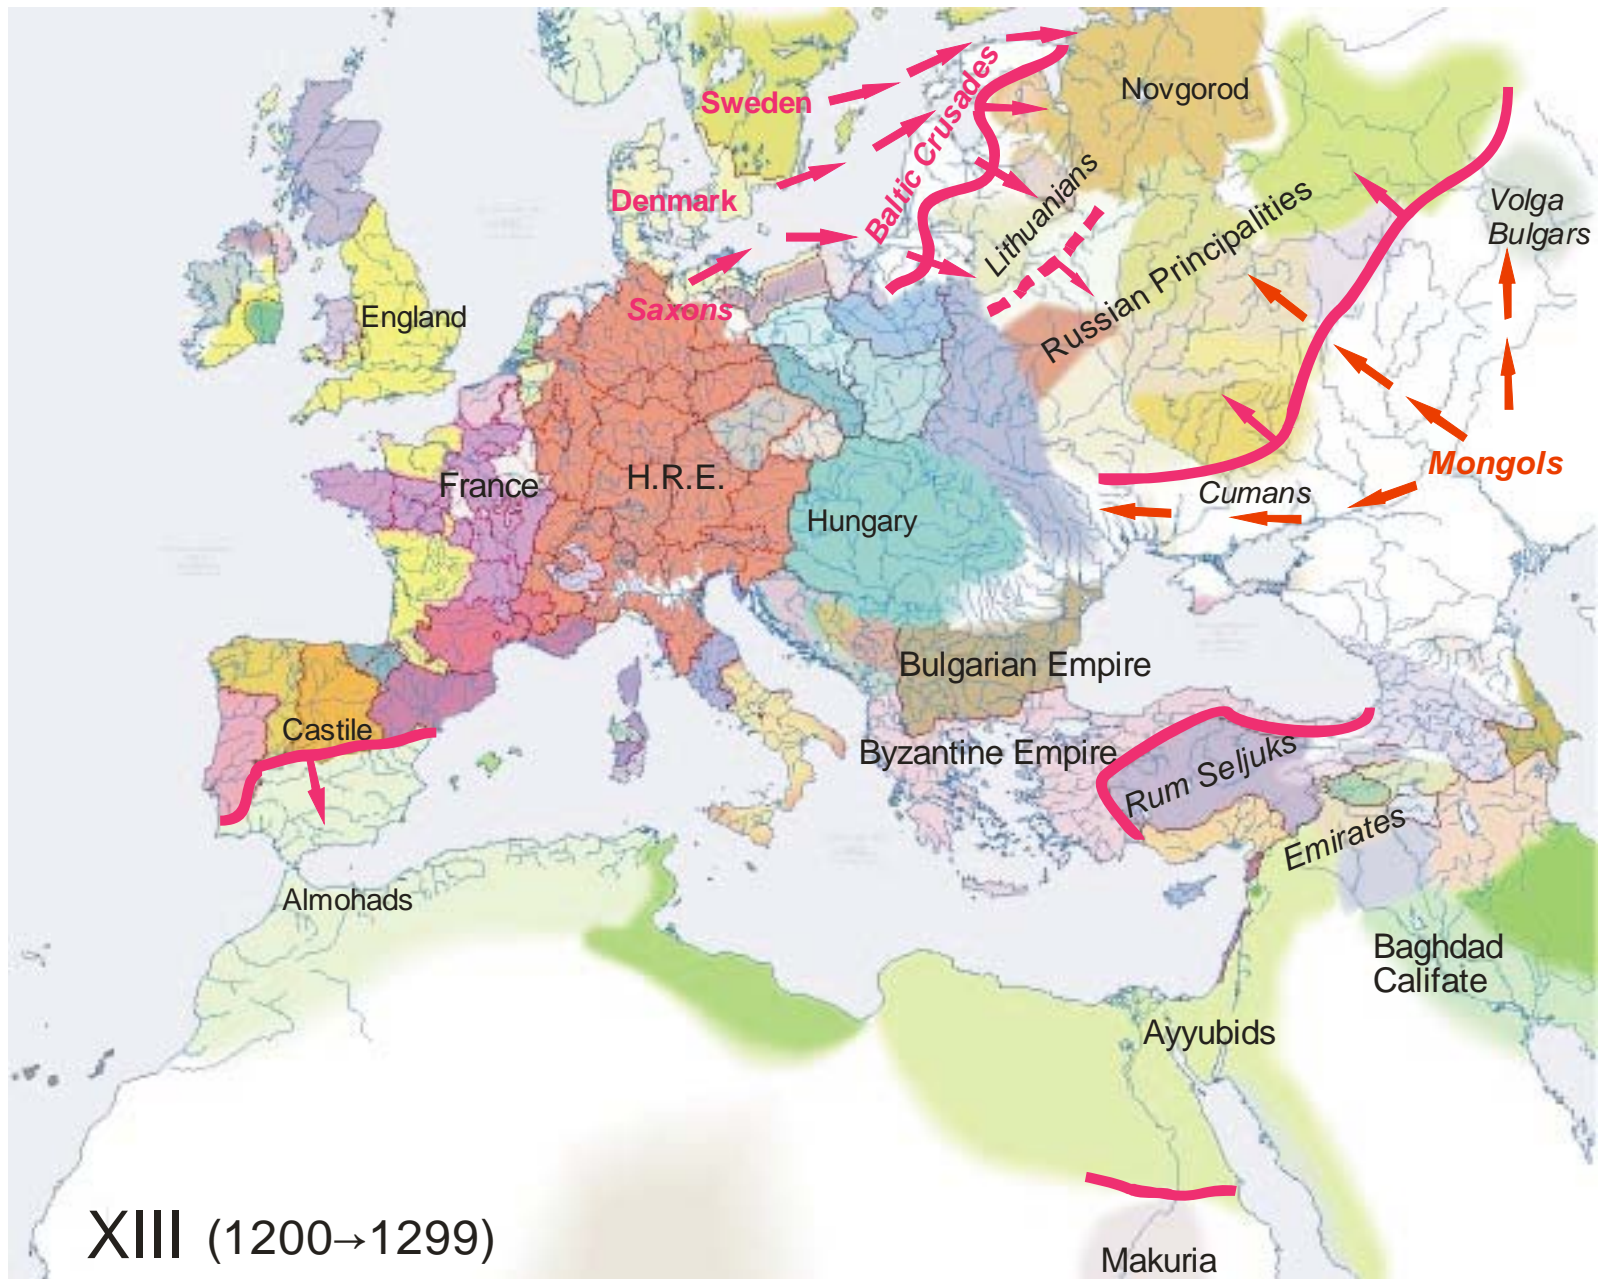 Novgorod
Sweden
Baltic Crusades
Denmark
Lithuanians
Volga
Bulgars
Russian Principalities
Saxons
England
Mongols
France
H.R.E.
Cumans
Hungary
Bulgarian Empire
Castile
Byzantine Empire
Rum Seljuks
Emirates
Almohads
Baghdad
Califate
Ayyubids
XIII (1200→1299)
Makuria